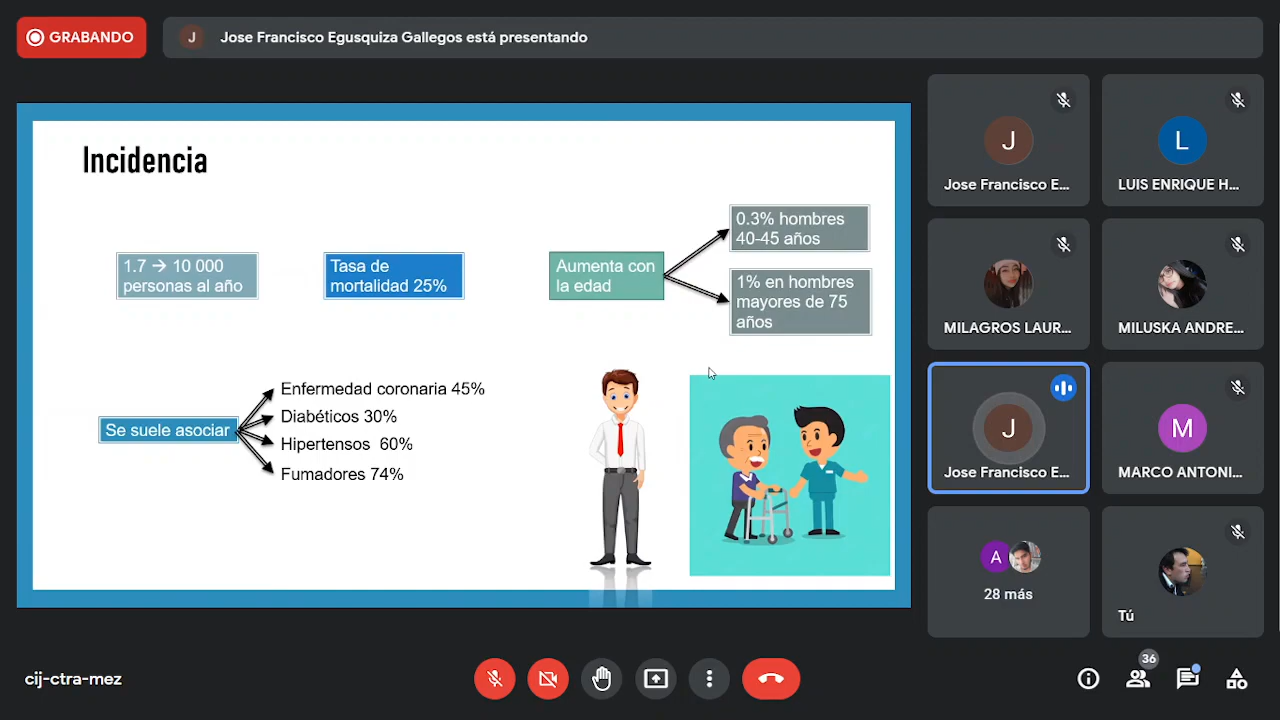 GRABANDO
J
Jose Francisco Egusquiza Gallegos está presentando
Incidencia
1.7 → 10 000
personas al año
Tasa de
mortalidad 25%
Aumenta con
la edad
0.3% hombres
40-45 años
1% en hombres
mayores de 75
años
Se suele asociar
Enfermedad coronaria 45%
Diabéticos 30%
Hipertensos 60%
Fumadores 74%
J
Jose Francisco E...
L
LUIS ENRIQUE H...
MILAGROS LAUR...
MILUSKA ANDRE...
J
Jose Francisco E...
M
MARCO ANTONI...
A
28 más
Tú
cij-ctra-mez
36